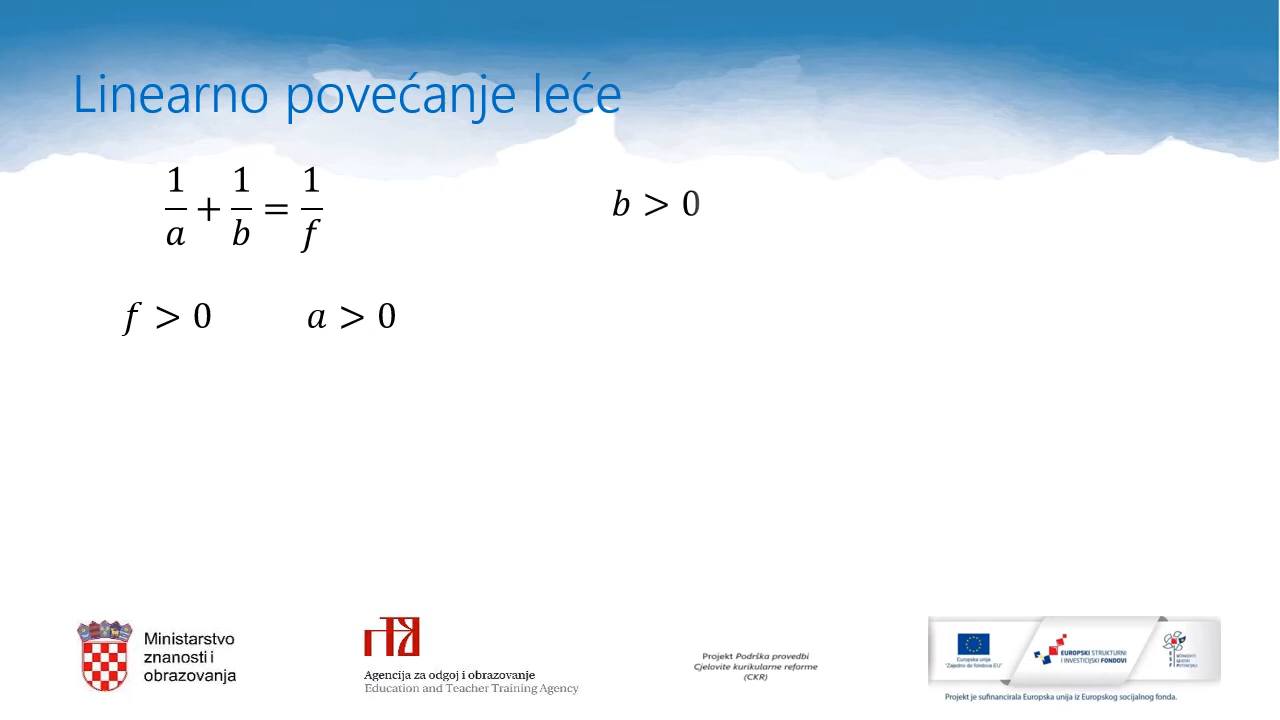 Linearno povećanje leće
1/a + 1/b = 1/f
b > 0
f > 0
a > 0
Ministarstvo
znanosti i
obrazovanja
Agencija za odgoj i obrazovanje
Education and Teacher Training Agency
Projekt Podrška provedbi
Cjelovite kurikularne reforme
(CKR)
Europska unija
"Zajedno do fondova EU"
EUROPSKI STRUKTURNI
I INVESTICIJSKI FONDOVI
Projekt je sufinancirala Europska unija iz Europskog socijalnog fonda.